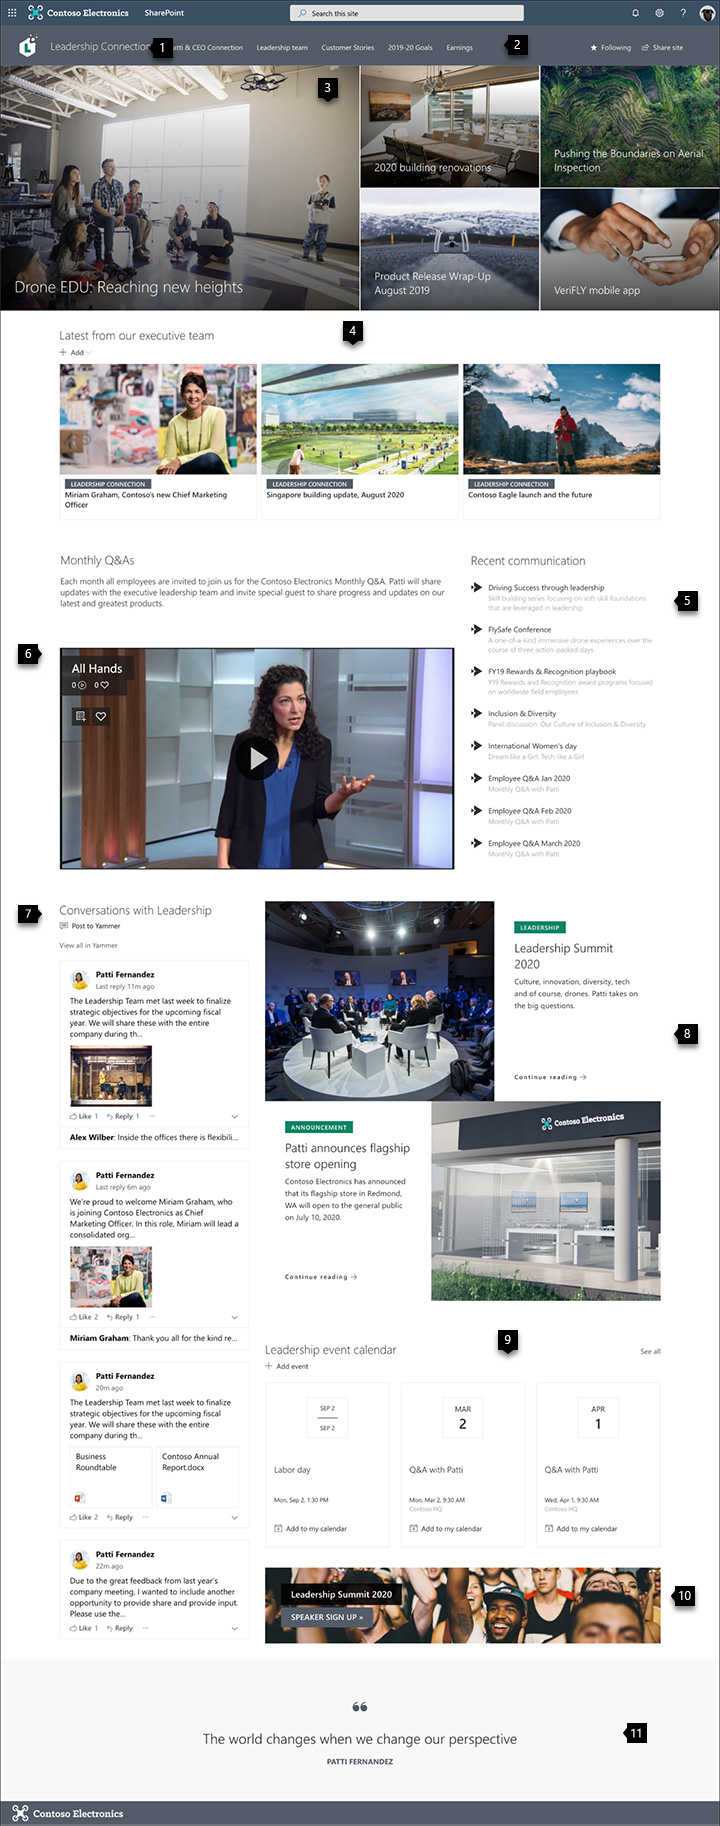 Contoso Electronics SharePoint Search this site ?
Leadership Connection 1 Patti & CEO Connection Leadership team Customer Stories 2019-20 Goals Earnings 2 Following Share site
3
2020 building renovations
Pushing the Boundaries on Aerial
Inspection
Drone EDU: Reaching new heights
Product Release Wrap-Up
August 2019
VeriFLY mobile app
Latest from our executive team
4
+ Add
LEADERSHIP CONNECTION
Miriam Graham, Contoso's new Chief Marketing
Officer
LEADERSHIP CONNECTION
Singapore building update, August 2020
LEADERSHIP CONNECTION
Contoso Eagle launch and the future
Monthly Q&As
Each month all employees are invited to join us for the Contoso Electronics Monthly Q&A. Patti will share
updates with the executive leadership team and invite special guest to share progress and updates on our
latest and greatest products.
6
All Hands
0 0
Recent communication
5
Driving Success through leadership
Skill building series focusing on soft-skill foundations
that are leveraged in leadership
FlySafe Conference
A one-of-a-kind immersive drone experiences over the
course of three action-packed days
FY19 Rewards & Recognition playbook
Y19 Rewards and Recognition award programs focused
on worldwide field employees
Inclusion & Diversity
Panel discussion: Our Culture of Inclusion & Diversity
International Women's day
Dream like a Girl, Tech like a Girl
Employee Q&A Jan 2020
Monthly Q&A with Patti
Employee Q&A Feb 2020
Monthly Q&A with Patti
Employee Q&A March 2020
Monthly Q&A with Patti
7
Conversations with Leadership
Post to Yammer
View all in Yammer
Patti Fernandez
Last reply 11m ago
The Leadership Team met last week to finalize
strategic objectives for the upcoming fiscal
year. We will share these with the entire
company during th...
Like 1 Reply 1 ...
Alex Wilber: Inside the offices there is flexibili...
Patti Fernandez
Last reply 6m ago
We're proud to welcome Miriam Graham, who
is joining Contoso Electronics as Chief
Marketing Officer. In this role, Miriam will lead a
consolidated org...
Like 2 Reply 1 ...
Miriam Graham: Thank you all for the kind re...
Patti Fernandez
20m ago
The Leadership Team met last week to finalize
strategic objectives for the upcoming fiscal
year. We will share these with the entire
company during th...
Business
Roundtable
Contoso Annual
Report.docx
Like 2 Reply ...
Patti Fernandez
22m ago
Due to the great feedback from last year's
company meeting, I wanted to include another
opportunity to provide share and provide input.
Please use the...
Like 1 Reply ...
LEADERSHIP
Leadership Summit
2020
Culture, innovation, diversity, tech
and of course, drones. Patti takes on
the big questions.
8
Continue reading →
ANNOUNCEMENT
Patti announces flagship
store opening
Contoso Electronics has announced
that its flagship store in Redmond,
WA will open to the general public
on July 10, 2020.
Continue reading →
Contoso Electronics
9
Leadership event calendar See all
+ Add event
SEP 2
SEP 2
Labor day
Mon, Sep 2, 1:30 PM
Add to my calendar
MAR
2
Q&A with Patti
Mon, Mar 2, 9:30 AM
Contoso HQ
Add to my calendar
APR
1
Q&A with Patti
Wed, Apr 1, 9:30 AM
Contoso HQ
Add to my calendar
Leadership Summit 2020
SPEAKER SIGN UP »
10
“
The world changes when we change our perspective
PATTI FERNANDEZ
11
Contoso Electronics